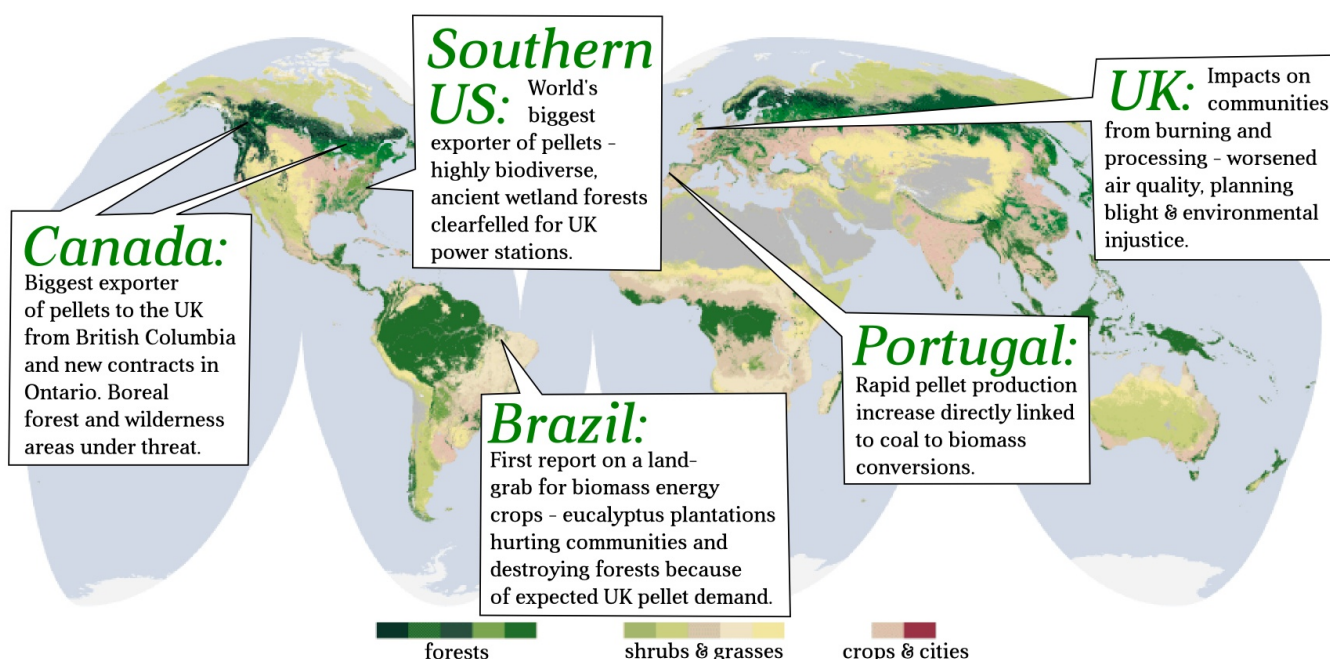 Southern
US: World's
biggest
exporter of pellets -
highly biodiverse,
ancient wetland forests
clearfelled for UK
power stations.
UK: Impacts on
communities
from burning and
processing - worsened
air quality, planning
blight & environmental
injustice.
Canada:
Biggest exporter
of pellets to the UK
from British Columbia
and new contracts in
Ontario. Boreal
forest and wilderness
areas under threat.
Portugal:
Rapid pellet production
increase directly linked
to coal to biomass
conversions.
Brazil:
First report on a land-
grab for biomass energy
crops - eucalyptus plantations
hurting communities and
destroying forests because
of expected UK pellet demand.
forests
shrubs & grasses
crops & cities